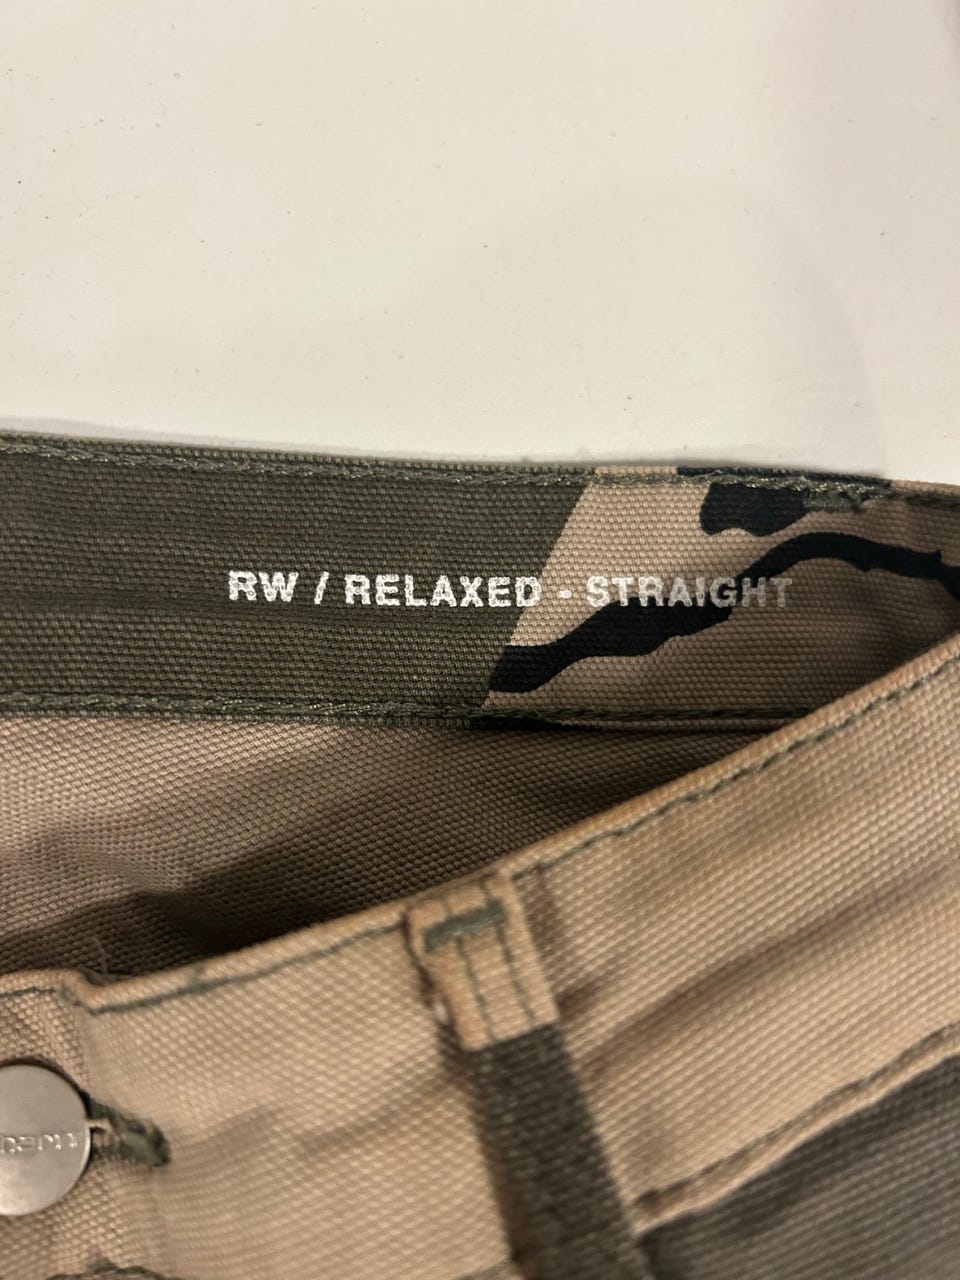 RW / RELAXED - STRAIGHT